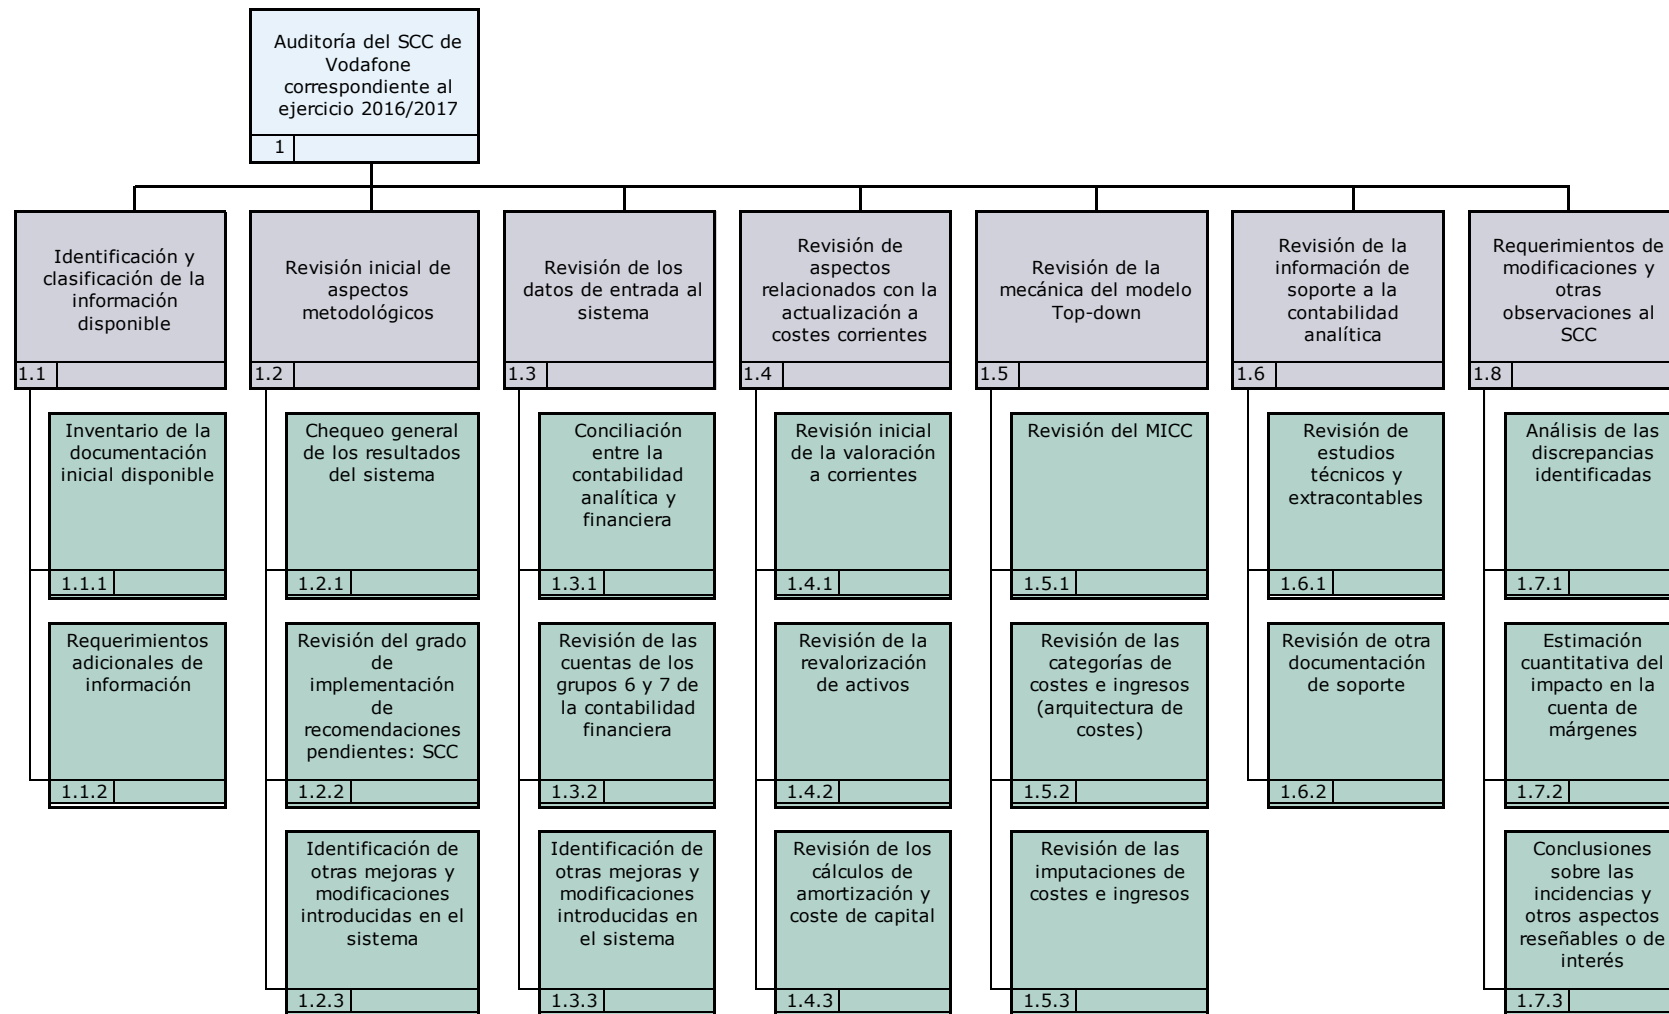 Auditoría del SCC de
Vodafone
correspondiente al
ejercicio 2016/2017
1
Identificación y
clasificación de la
información
disponible
1.1
Revisión inicial de
aspectos
metodológicos
1.2
Revisión de los
datos de entrada al
sistema
1.3
Revisión de
aspectos
relacionados con la
actualización a
costes corrientes
1.4
Revisión de la
mecánica del modelo
Top-down
1.5
Revisión de la
información de
soporte a la
contabilidad
analítica
1.6
Requerimientos de
modificaciones y
otras
observaciones al
SCC
1.8
Inventario de la
documentación
inicial disponible
1.1.1
Chequeo general
de los resultados
del sistema
1.2.1
Conciliación
entre la
contabilidad
analítica y
financiera
1.3.1
Revisión inicial
de la valoración
a corrientes
1.4.1
Revisión del MICC
1.5.1
Revisión de
estudios
técnicos y
extracontables
1.6.1
Análisis de las
discrepancias
identificadas
1.7.1
Requerimientos
adicionales de
información
1.1.2
Revisión del grado
de
implementación
de
recomendaciones
pendientes: SCC
1.2.2
Revisión de las
cuentas de los
grupos 6 y 7 de
la contabilidad
financiera
1.3.2
Revisión de la
revalorización
de activos
1.4.2
Revisión de las
categorías de
costes e ingresos
(arquitectura de
costes)
1.5.2
Revisión de otra
documentación
de soporte
1.6.2
Estimación
cuantitativa del
impacto en la
cuenta de
márgenes
1.7.2
Identificación de
otras mejoras y
modificaciones
introducidas en el
sistema
1.2.3
Identificación de
otras mejoras y
modificaciones
introducidas en
el sistema
1.3.3
Revisión de los
cálculos de
amortización y
coste de capital
1.4.3
Revisión de las
imputaciones de
costes e ingresos
1.5.3
Conclusiones
sobre las
incidencias y
otros aspectos
reseñables o de
interés
1.7.3